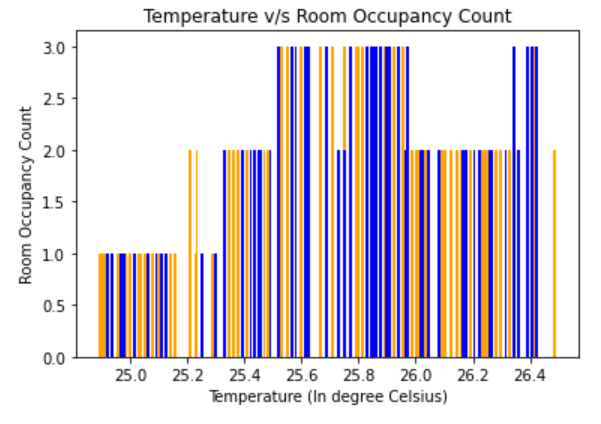 Temperature v/s Room Occupancy Count
Room Occupancy Count
3.0
2.5
2.0
1.5
1.0
0.5
0.0
25.0 25.2 25.4 25.6 25.8 26.0 26.2 26.4
Temperature (In degree Celsius)